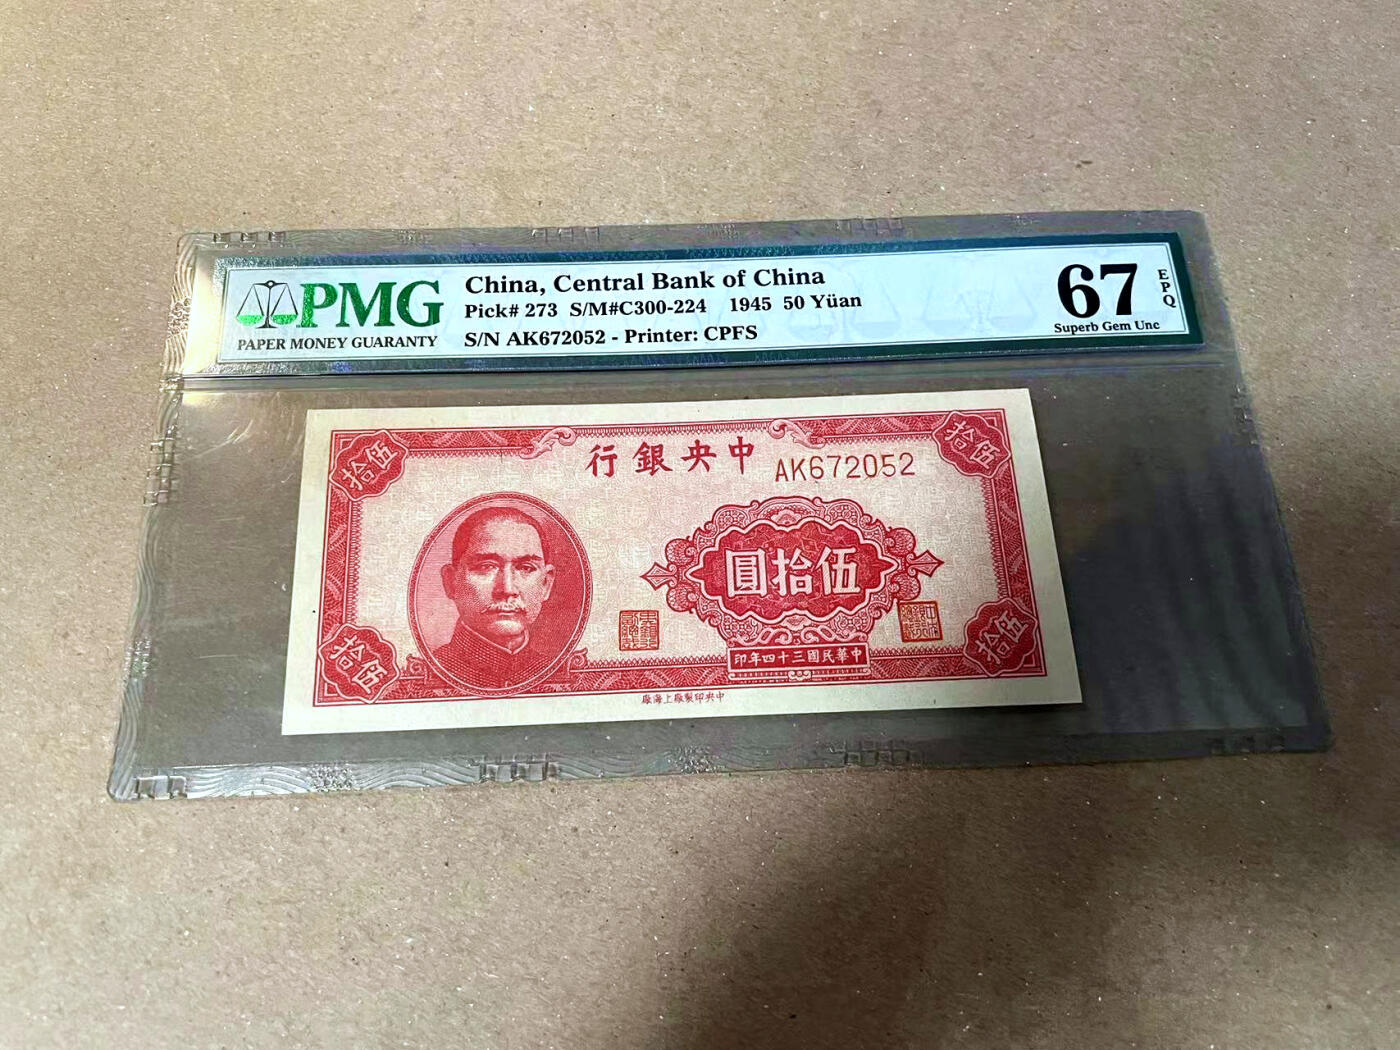 PMG
PAPER MONEY GUARANTY
China, Central Bank of China
Pick# 273 S/M#C300-224 1945 50 Yüan
S/N AK672052 - Printer: CPFS
67
EPQ
Superb Gem Unc
行銀央中
AK672052
拾伍
拾伍
圓拾伍
拾伍
拾伍
印年四十三國民華中
廠海上廠製印央中